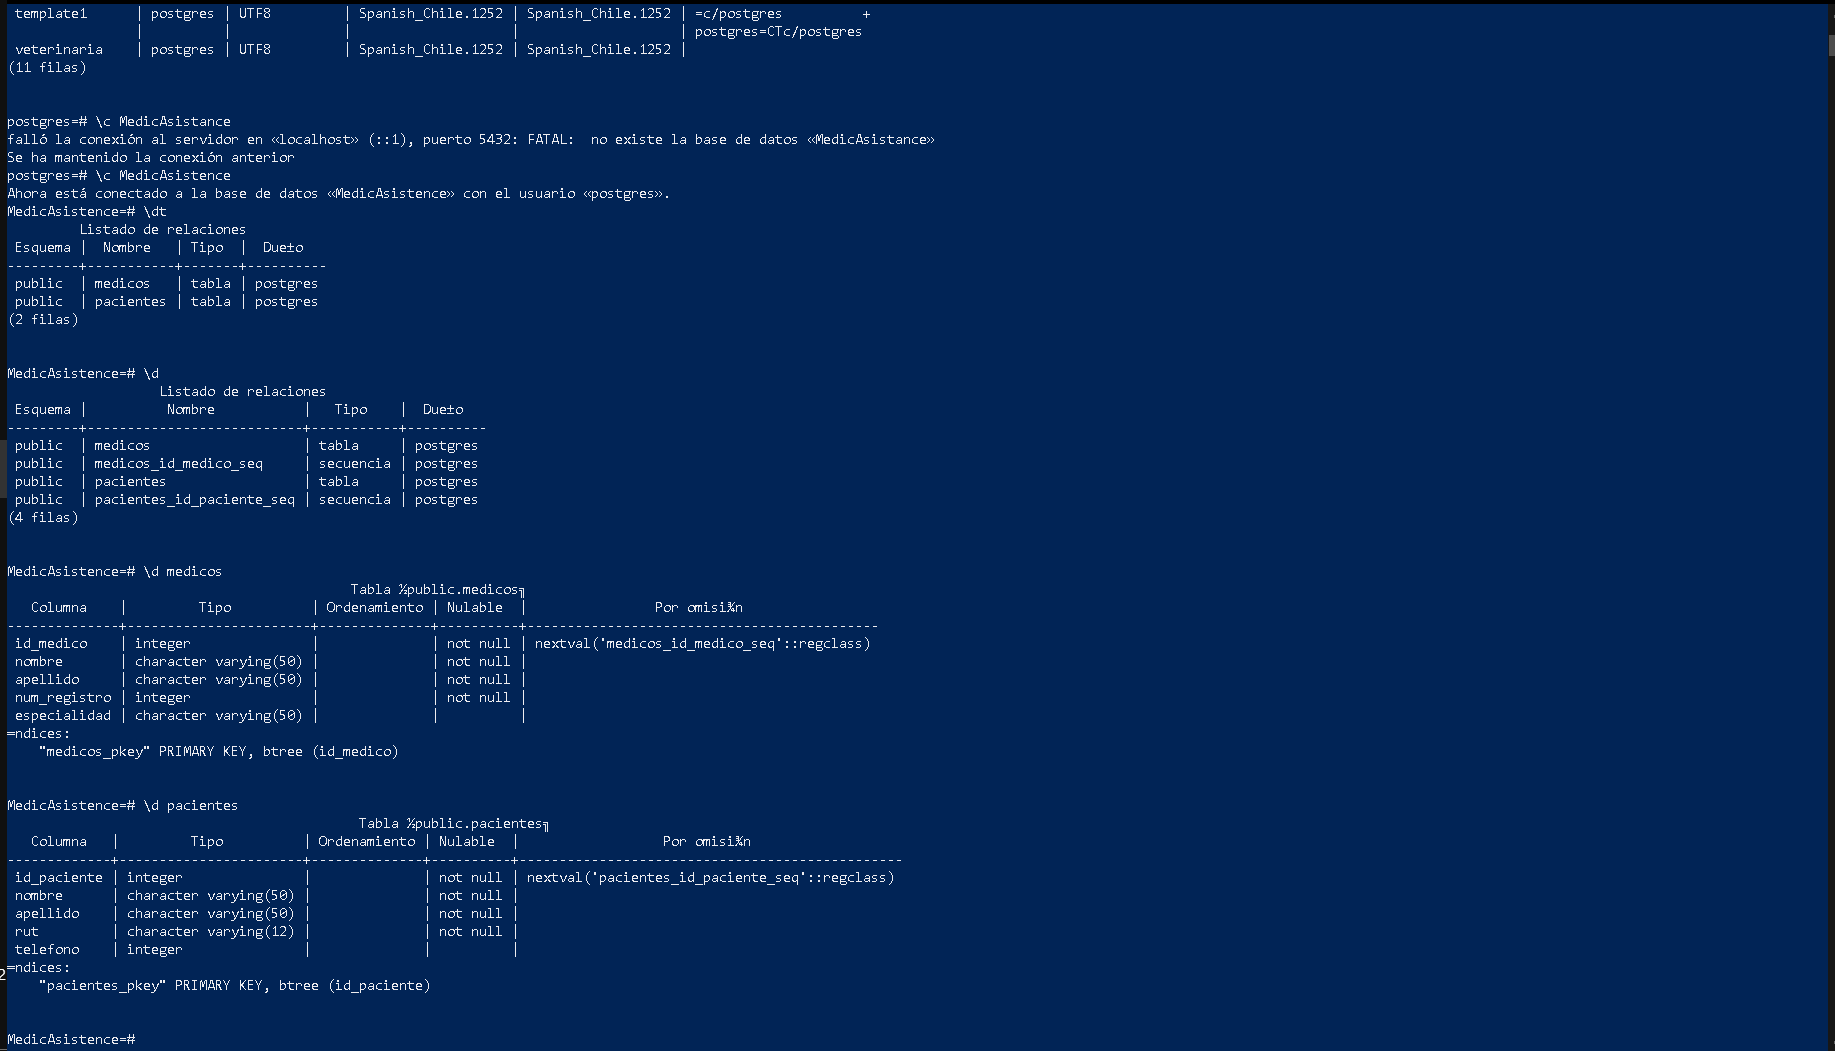 template1      | postgres | UTF8         | Spanish_Chile.1252 | Spanish_Chile.1252 | =c/postgres          +
                |          |              |                    |                    | postgres=CTc/postgres
 veterinaria    | postgres | UTF8         | Spanish_Chile.1252 | Spanish_Chile.1252 |
(11 filas)
postgres=# \c MedicAsistance
falló la conexión al servidor en «localhost» (::1), puerto 5432: FATAL:  no existe la base de datos «MedicAsistance»
Se ha mantenido la conexión anterior
postgres=# \c MedicAsistence
Ahora está conectado a la base de datos «MedicAsistence» con el usuario «postgres».
MedicAsistence=# \dt
         Listado de relaciones
 Esquema |  Nombre   | Tipo  |  Due±o
---------+-----------+-------+----------
 public  | medicos   | tabla | postgres
 public  | pacientes | tabla | postgres
(2 filas)
MedicAsistence=# \d
                   Listado de relaciones
 Esquema |          Nombre           |   Tipo    |  Due±o
---------+---------------------------+-----------+----------
 public  | medicos                   | tabla     | postgres
 public  | medicos_id_medico_seq     | secuencia | postgres
 public  | pacientes                 | tabla     | postgres
 public  | pacientes_id_paciente_seq | secuencia | postgres
(4 filas)
MedicAsistence=# \d medicos
                                           Tabla ½public.medicos╗
   Columna    |         Tipo          | Ordenamiento | Nulable  |                Por omisi¾n
--------------+-----------------------+--------------+----------+--------------------------------------------
 id_medico    | integer               |              | not null | nextval('medicos_id_medico_seq'::regclass)
 nombre       | character varying(50) |              | not null |
 apellido     | character varying(50) |              | not null |
 num_registro | integer               |              | not null |
 especialidad | character varying(50) |              |          |
═ndices:
    "medicos_pkey" PRIMARY KEY, btree (id_medico)
MedicAsistence=# \d pacientes
                                            Tabla ½public.pacientes╗
   Columna   |         Tipo          | Ordenamiento | Nulable  |                  Por omisi¾n
-------------+-----------------------+--------------+----------+------------------------------------------------
 id_paciente | integer               |              | not null | nextval('pacientes_id_paciente_seq'::regclass)
 nombre      | character varying(50) |              | not null |
 apellido    | character varying(50) |              | not null |
 rut         | character varying(12) |              | not null |
 telefono    | integer               |              |          |
═ndices:
    "pacientes_pkey" PRIMARY KEY, btree (id_paciente)
MedicAsistence=#